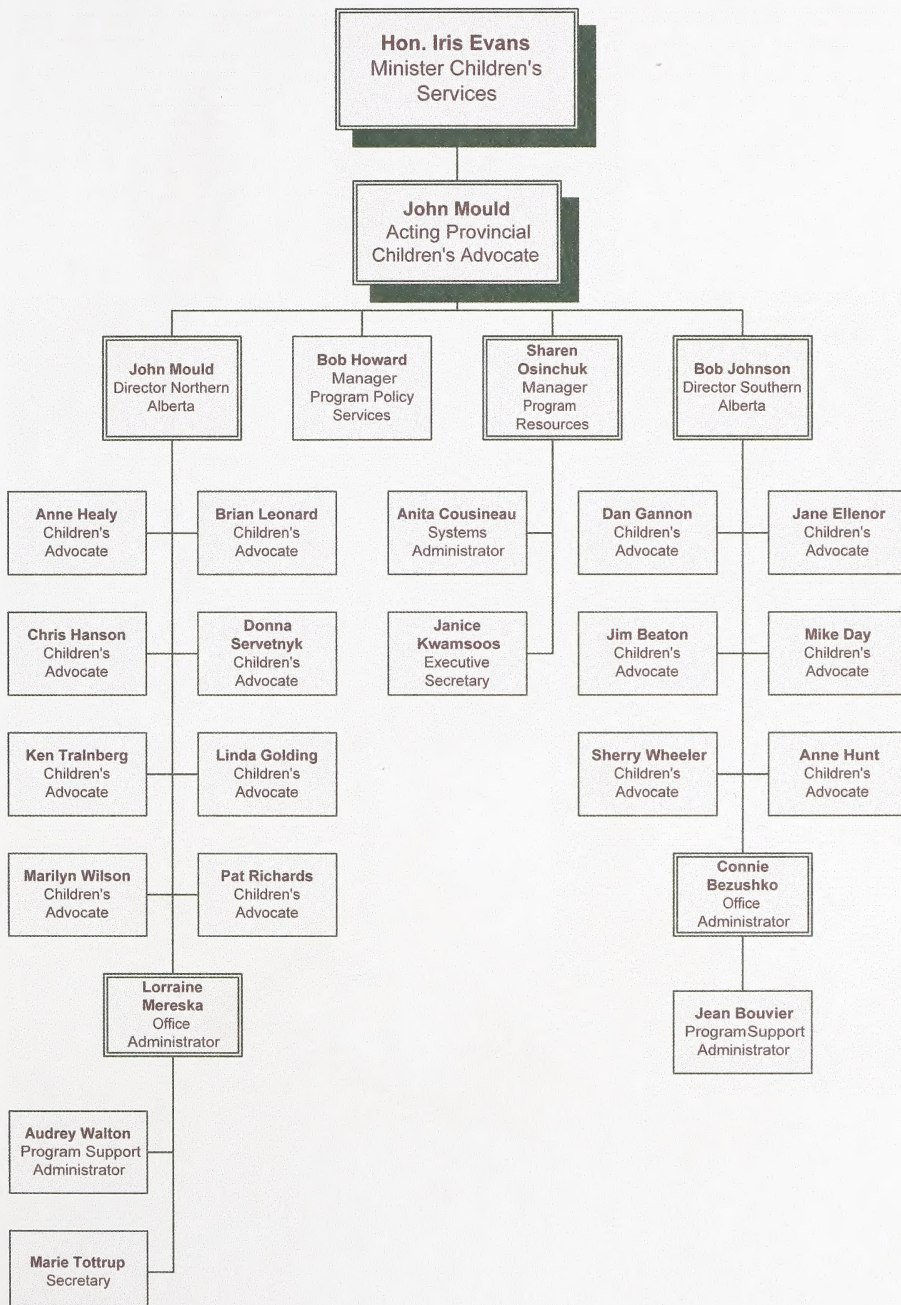 Hon. Iris Evans
Minister Children's
Services
John Mould
Acting Provincial
Children's Advocate
John Mould
Director Northern
Alberta
Bob Howard
Manager
Program Policy
Services
Sharen
Osinchuk
Manager
Program
Resources
Bob Johnson
Director Southern
Alberta
Anne Healy
Children's
Advocate
Brian Leonard
Children's
Advocate
Anita Cousineau
Systems
Administrator
Dan Gannon
Children's
Advocate
Jane Ellenor
Children's
Advocate
Chris Hanson
Children's
Advocate
Donna
Servetnyk
Children's
Advocate
Janice
Kwamsoos
Executive
Secretary
Jim Beaton
Children's
Advocate
Mike Day
Children's
Advocate
Ken Tralnberg
Children's
Advocate
Linda Golding
Children's
Advocate
Sherry Wheeler
Children's
Advocate
Anne Hunt
Children's
Advocate
Marilyn Wilson
Children's
Advocate
Pat Richards
Children's
Advocate
Connie
Bezushko
Office
Administrator
Lorraine
Mereska
Office
Administrator
Jean Bouvier
Program Support
Administrator
Audrey Walton
Program Support
Administrator
Marie Tottrup
Secretary